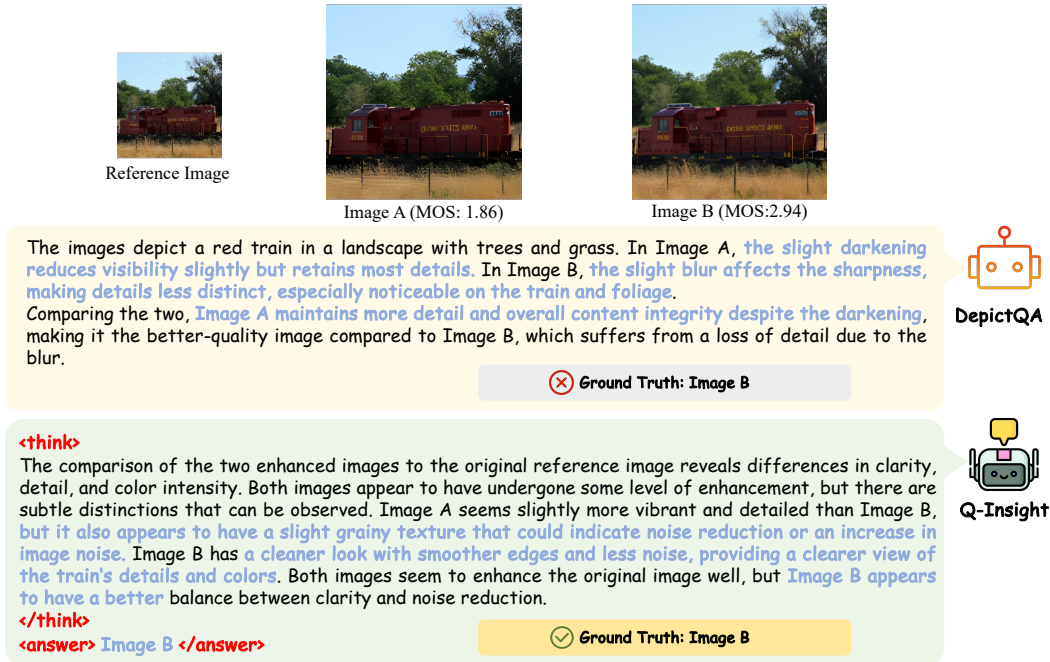 Reference Image
Image A (MOS: 1.86)
Image B (MOS:2.94)
The images depict a red train in a landscape with trees and grass. In Image A, the slight darkening
reduces visibility slightly but retains most details. In Image B, the slight blur affects the sharpness,
making details less distinct, especially noticeable on the train and foliage.
Comparing the two, Image A maintains more detail and overall content integrity despite the darkening,
making it the better-quality image compared to Image B, which suffers from a loss of detail due to the
blur.
Ground Truth: Image B
DepictQA
<think>
The comparison of the two enhanced images to the original reference image reveals differences in clarity,
detail, and color intensity. Both images appear to have undergone some level of enhancement, but there are
subtle distinctions that can be observed. Image A seems slightly more vibrant and detailed than Image B,
but it also appears to have a slight grainy texture that could indicate noise reduction or an increase in
image noise. Image B has a cleaner look with smoother edges and less noise, providing a clearer view of
the train's details and colors. Both images seem to enhance the original image well, but Image B appears
to have a better balance between clarity and noise reduction.
</think>
<answer> Image B </answer>
Ground Truth: Image B
Q-Insight